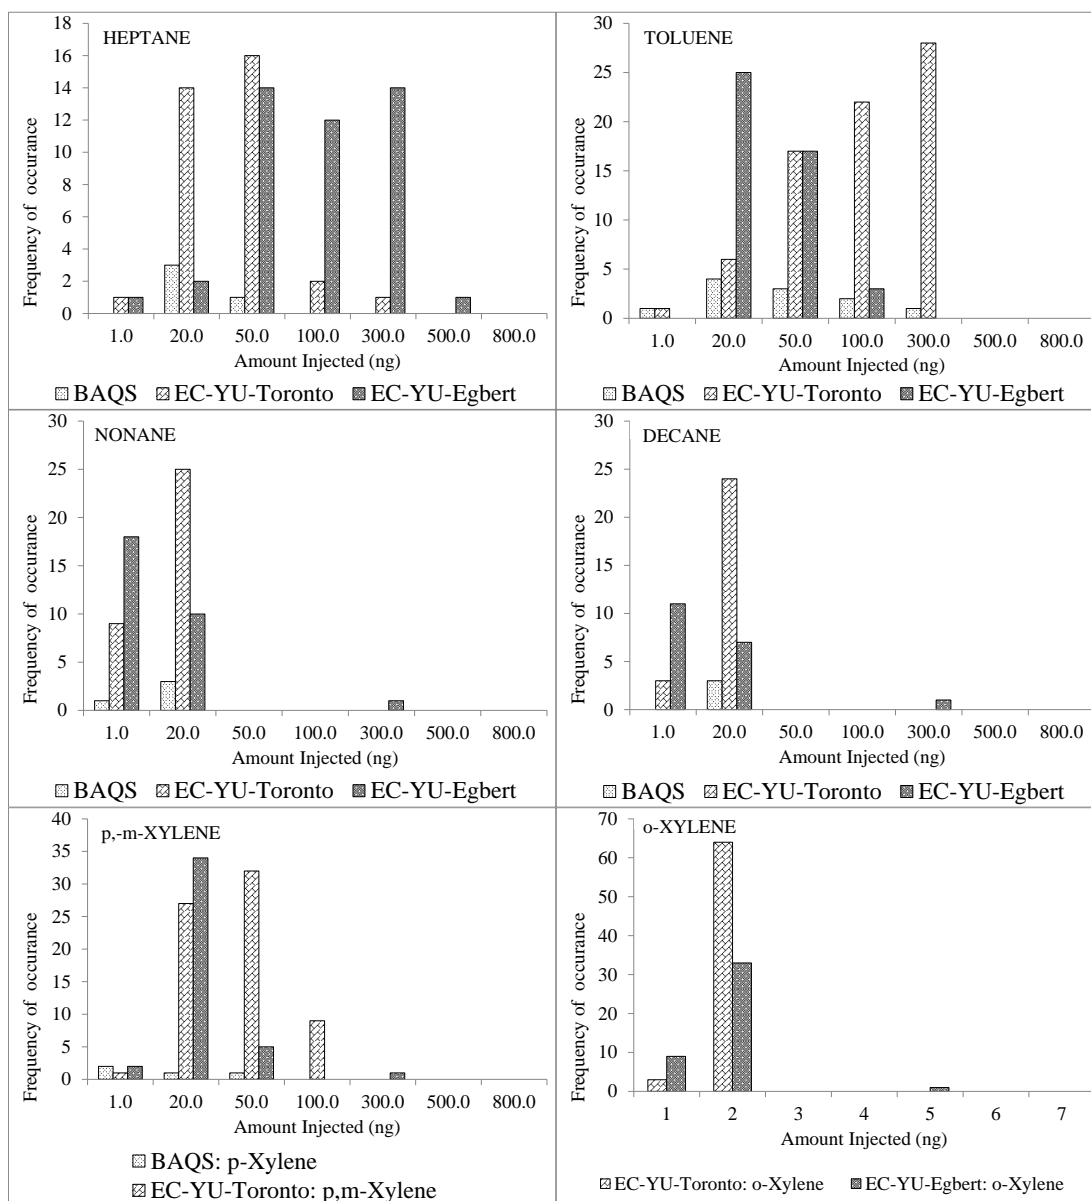 HEPTANE
18
16
14
12
10
8
6
4
2
0
Frequency of occurance
1.0 20.0 50.0 100.0 300.0 500.0 800.0
Amount Injected (ng)
BAQS EC-YU-Toronto EC-YU-Egbert
TOLUENE
30
25
20
15
10
5
0
Frequency of occurance
1.0 20.0 50.0 100.0 300.0 500.0 800.0
Amount Injected (ng)
BAQS EC-YU-Toronto EC-YU-Egbert
NONANE
30
25
20
15
10
5
0
Frequency of occurance
1.0 20.0 50.0 100.0 300.0 500.0 800.0
Amount Injected (ng)
BAQS EC-YU-Toronto EC-YU-Egbert
DECANE
30
25
20
15
10
5
0
Frequency of occurance
1.0 20.0 50.0 100.0 300.0 500.0 800.0
Amount Injected (ng)
BAQS EC-YU-Toronto EC-YU-Egbert
p,-m-XYLENE
40
35
30
25
20
15
10
5
0
Frequency of occurance
1.0 20.0 50.0 100.0 300.0 500.0 800.0
Amount Injected (ng)
BAQS: p-Xylene
EC-YU-Toronto: p,m-Xylene
o-XYLENE
70
60
50
40
30
20
10
0
Frequency of occurance
1 2 3 4 5 6 7
Amount Injected (ng)
EC-YU-Toronto: o-Xylene EC-YU-Egbert: o-Xylene